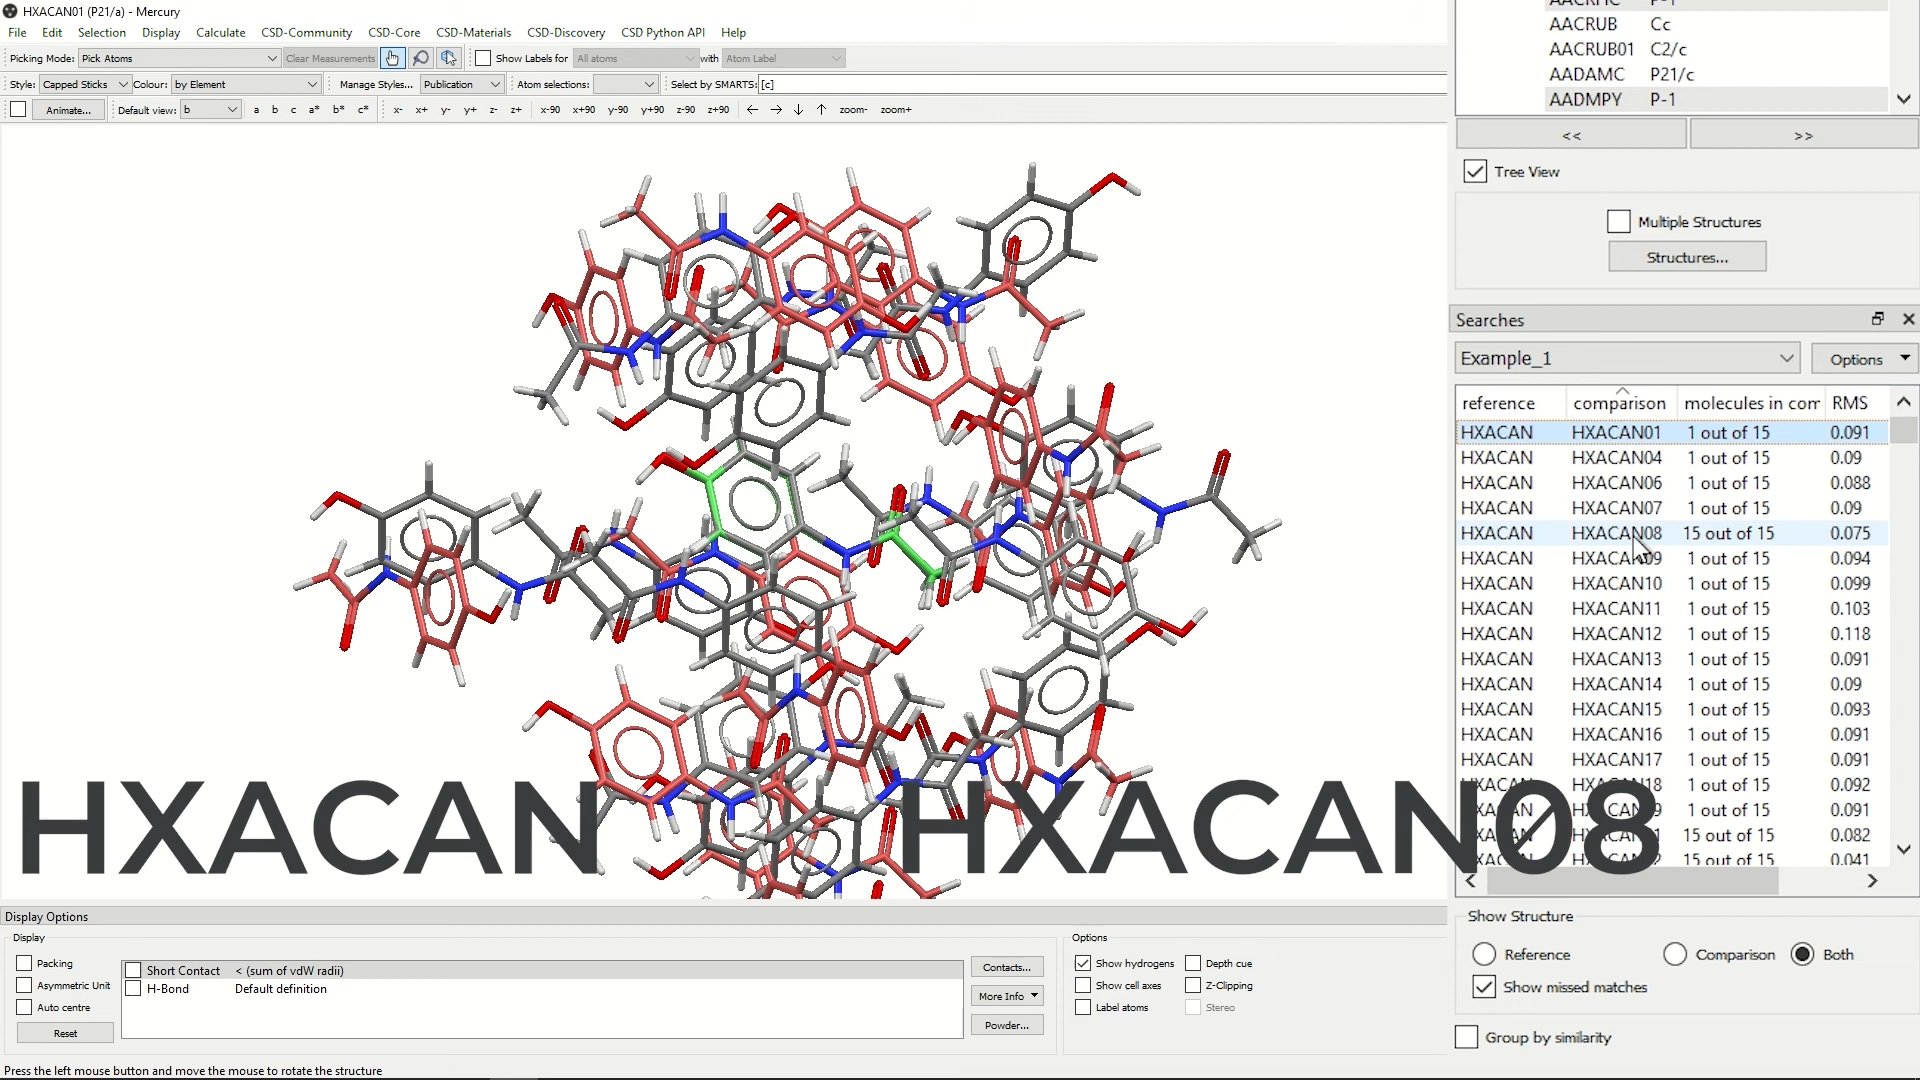 HXACAN01 (P21/a) - Mercury
File Edit Selection Display Calculate CSD-Community CSD-Core CSD-Materials CSD-Discovery CSD Python API Help
Picking Mode: Pick Atoms Clear Measurements Show Labels for All atoms with Atom Label
Style: Capped Sticks Colour: by Element Manage Styles... Publication Atom selections: Select by SMARTS: [c]
Animate... Default view: b a b c a* b* c* x- x+ y- y+ z- z+ x-90 x+90 y-90 y+90 z-90 z+90 ← → ↓ ↑ zoom- zoom+
P-1
AACRUB Cc
AACRUB01 C2/c
AADAMC P21/c
AADMPY P-1
<< >>
Tree View
Multiple Structures
Structures...
Searches
Example_1 Options
reference comparison molecules in com RMS
HXACAN HXACAN01 1 out of 15 0.091
HXACAN HXACAN04 1 out of 15 0.09
HXACAN HXACAN06 1 out of 15 0.088
HXACAN HXACAN07 1 out of 15 0.09
HXACAN HXACAN08 15 out of 15 0.075
HXACAN HXACAN09 1 out of 15 0.094
HXACAN HXACAN10 1 out of 15 0.099
HXACAN HXACAN11 1 out of 15 0.103
HXACAN HXACAN12 1 out of 15 0.118
HXACAN HXACAN13 1 out of 15 0.091
HXACAN HXACAN14 1 out of 15 0.09
HXACAN HXACAN15 1 out of 15 0.093
HXACAN HXACAN16 1 out of 15 0.091
HXACAN HXACAN17 1 out of 15 0.091
1 out of 15 0.092
1 out of 15 0.091
15 out of 15 0.082
15 out of 15 0.041
HXACAN HXACAN08
Show Structure
Reference Comparison Both
Show missed matches
Group by similarity
Display Options
Display
Packing
Asymmetric Unit
Auto centre
Reset
Short Contact < (sum of vdW radii)
H-Bond Default definition
Contacts...
More Info
Powder...
Options
Show hydrogens Depth cue
Show cell axes Z-Clipping
Label atoms Stereo
Press the left mouse button and move the mouse to rotate the structure